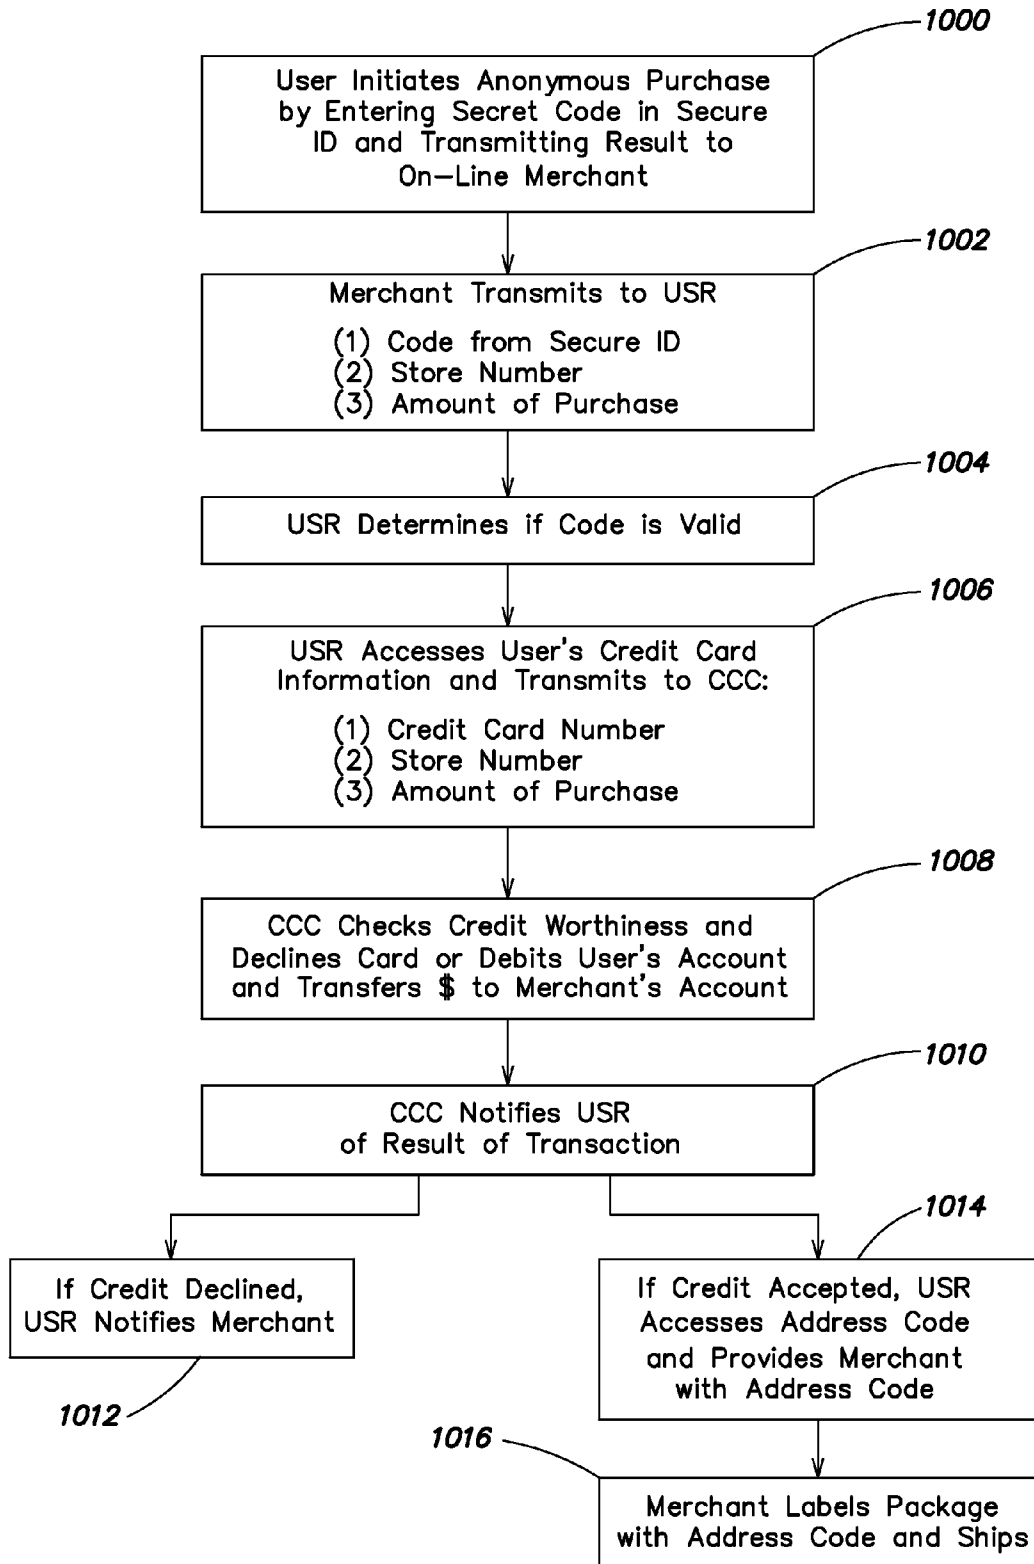 1000
User Initiates Anonymous Purchase
by Entering Secret Code in Secure
ID and Transmitting Result to
On-Line Merchant
1002
Merchant Transmits to USR
(1) Code from Secure ID
(2) Store Number
(3) Amount of Purchase
1004
USR Determines if Code is Valid
1006
USR Accesses User's Credit Card
Information and Transmits to CCC:
(1) Credit Card Number
(2) Store Number
(3) Amount of Purchase
1008
CCC Checks Credit Worthiness and
Declines Card or Debits User's Account
and Transfers $ to Merchant's Account
1010
CCC Notifies USR
of Result of Transaction
If Credit Declined,
USR Notifies Merchant
1012
1014
If Credit Accepted, USR
Accesses Address Code
and Provides Merchant
with Address Code
1016
Merchant Labels Package
with Address Code and Ships